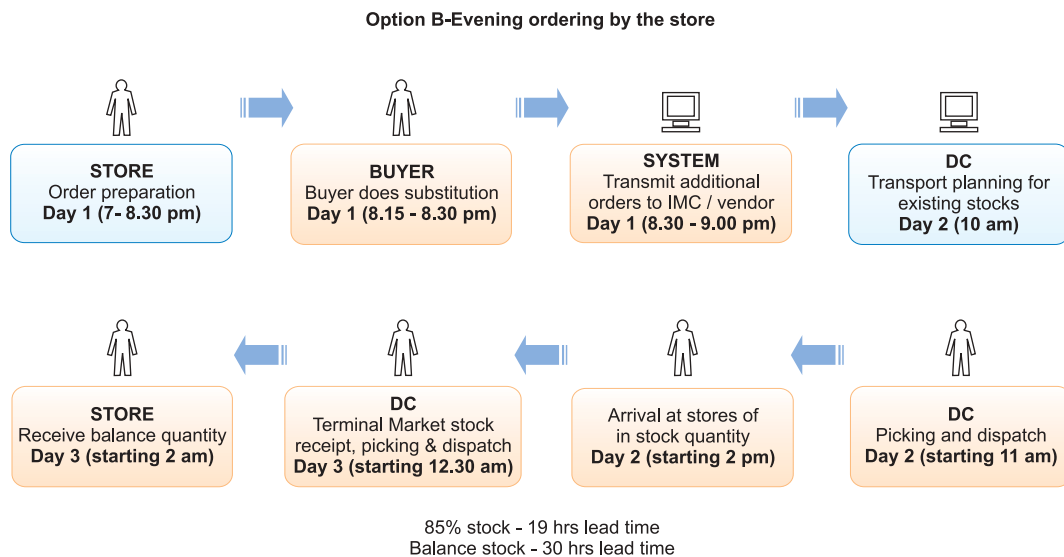 Option B-Evening ordering by the store
STORE
Order preparation
Day 1 (7- 8.30 pm)
BUYER
Buyer does substitution
Day 1 (8.15 - 8.30 pm)
SYSTEM
Transmit additional
orders to IMC / vendor
Day 1 (8.30 - 9.00 pm)
DC
Transport planning for
existing stocks
Day 2 (10 am)
STORE
Receive balance quantity
Day 3 (starting 2 am)
DC
Terminal Market stock
receipt, picking & dispatch
Day 3 (starting 12.30 am)
Arrival at stores of
in stock quantity
Day 2 (starting 2 pm)
DC
Picking and dispatch
Day 2 (starting 11 am)
85% stock - 19 hrs lead time
Balance stock - 30 hrs lead time